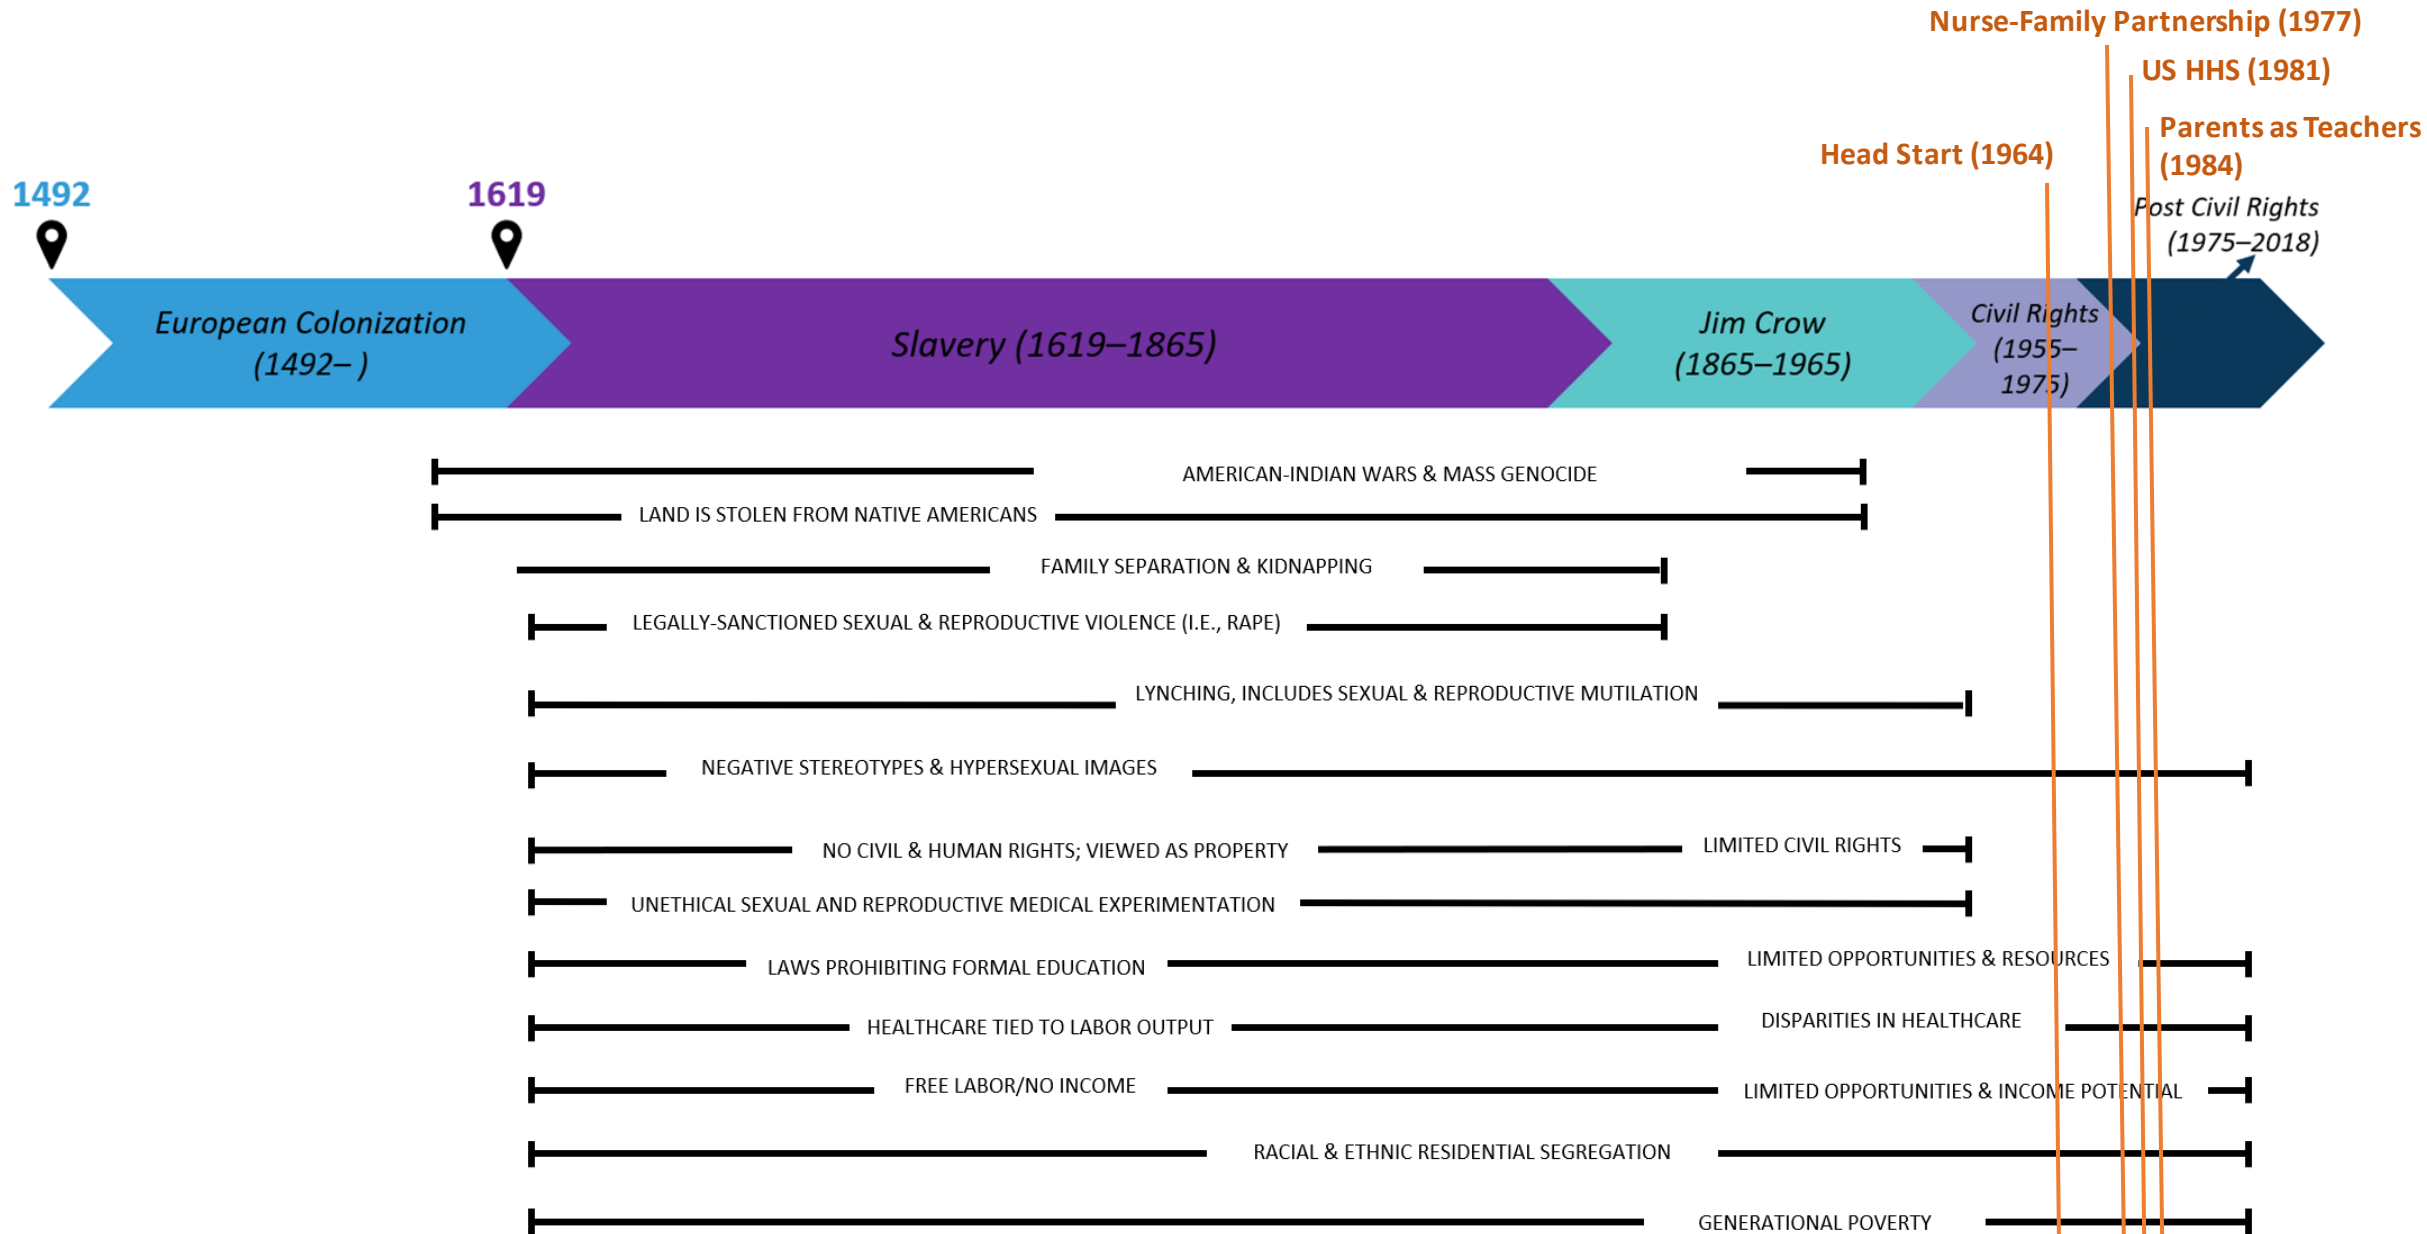 Nurse-Family Partnership (1977)
US HHS (1981)
Parents as Teachers
(1984)
Head Start (1964)
1492
1619
Post Civil Rights
(1975–2018)
European Colonization
(1492– )
Slavery (1619–1865)
Jim Crow
(1865–1965)
Civil Rights
(1955–
1975)
AMERICAN-INDIAN WARS & MASS GENOCIDE
LAND IS STOLEN FROM NATIVE AMERICANS
FAMILY SEPARATION & KIDNAPPING
LEGALLY-SANCTIONED SEXUAL & REPRODUCTIVE VIOLENCE (I.E., RAPE)
LYNCHING, INCLUDES SEXUAL & REPRODUCTIVE MUTILATION
NEGATIVE STEREOTYPES & HYPERSEXUAL IMAGES
NO CIVIL & HUMAN RIGHTS; VIEWED AS PROPERTY
LIMITED CIVIL RIGHTS
UNETHICAL SEXUAL AND REPRODUCTIVE MEDICAL EXPERIMENTATION
LAWS PROHIBITING FORMAL EDUCATION
LIMITED OPPORTUNITIES & RESOURCES
HEALTHCARE TIED TO LABOR OUTPUT
DISPARITIES IN HEALTHCARE
FREE LABOR/NO INCOME
LIMITED OPPORTUNITIES & INCOME POTENTIAL
RACIAL & ETHNIC RESIDENTIAL SEGREGATION
GENERATIONAL POVERTY